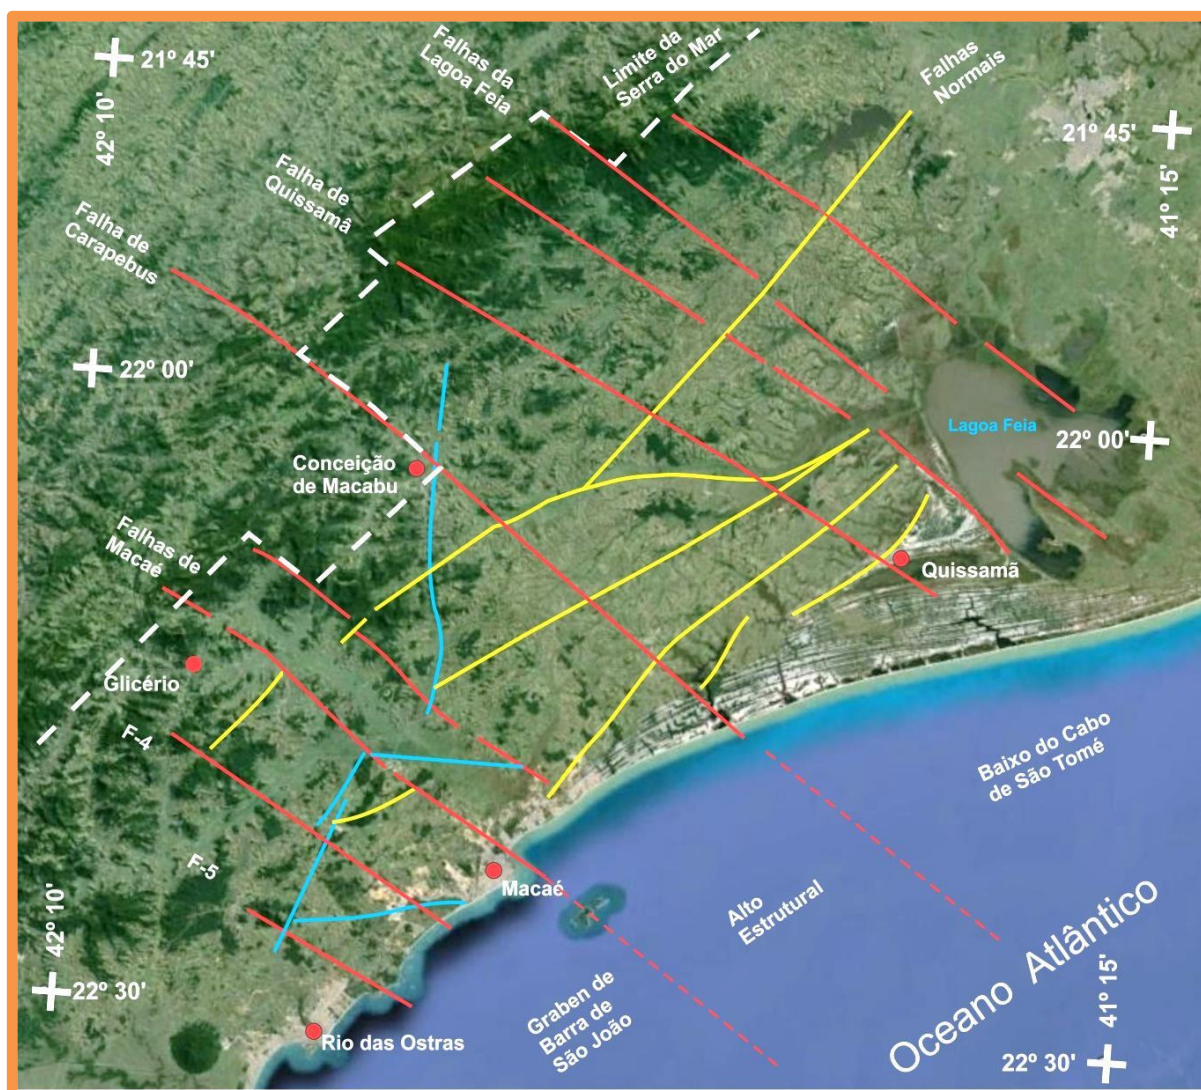 21º 45'
42º 10'
Falhas da
Lagoa Feia
Limite da
Serra do Mar
Falhas
Normais
21º 45'
41º 15'
Falha de
Quissamã
Falha de
Carapebus
22º 00'
Lagoa Feia
22º 00'
Conceição
de Macabu
Falhas de
Macaé
Quissamã
Glicério
F-4
Baixo do Cabo
de São Tomé
F-5
Macaé
Alto
Estrutural
42º 10'
22º 30'
Graben de
Barra de
São João
Oceano Atlântico
41º 15'
Rio das Ostras
22º 30'